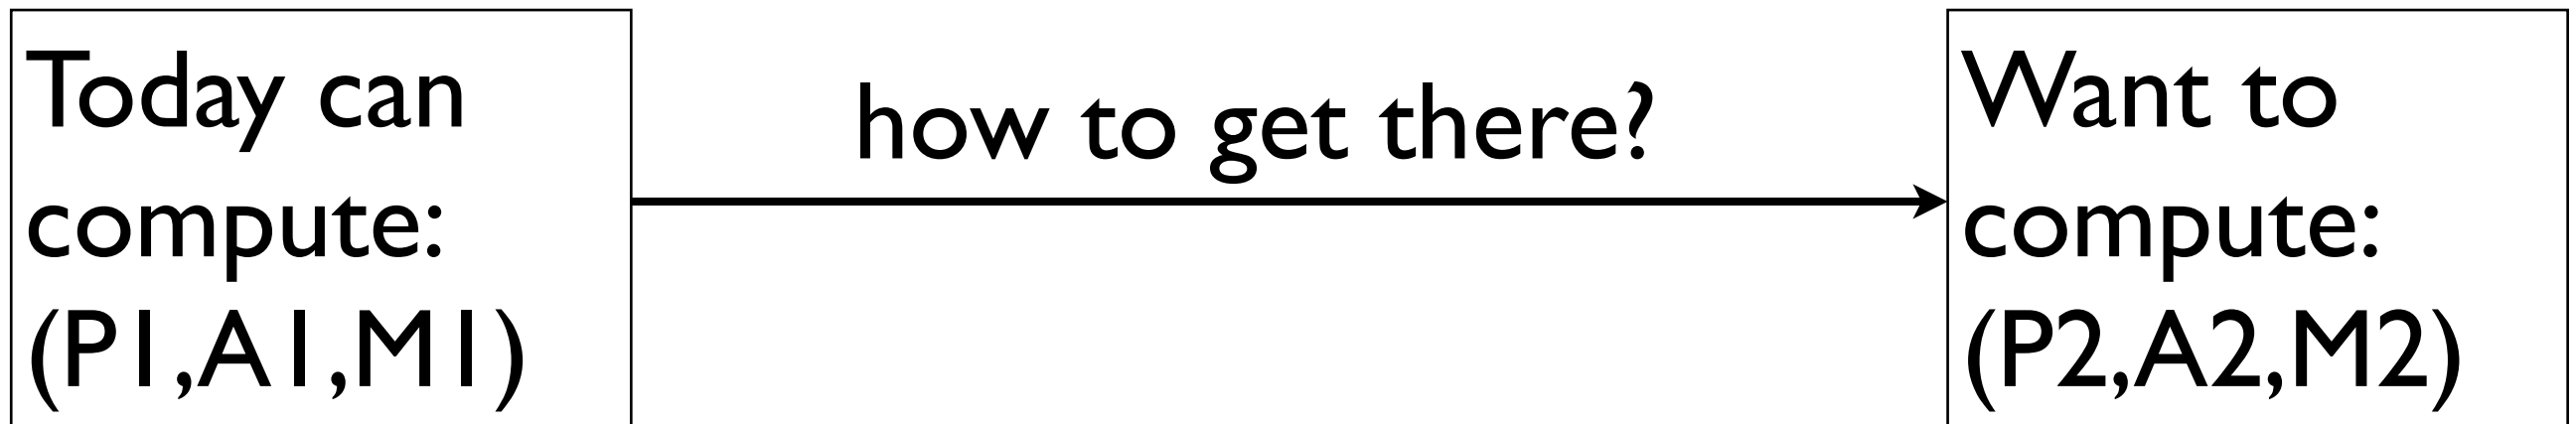 Today can
compute:
(P1,A1,M1)
how to get there?
Want to
compute:
(P2,A2,M2)